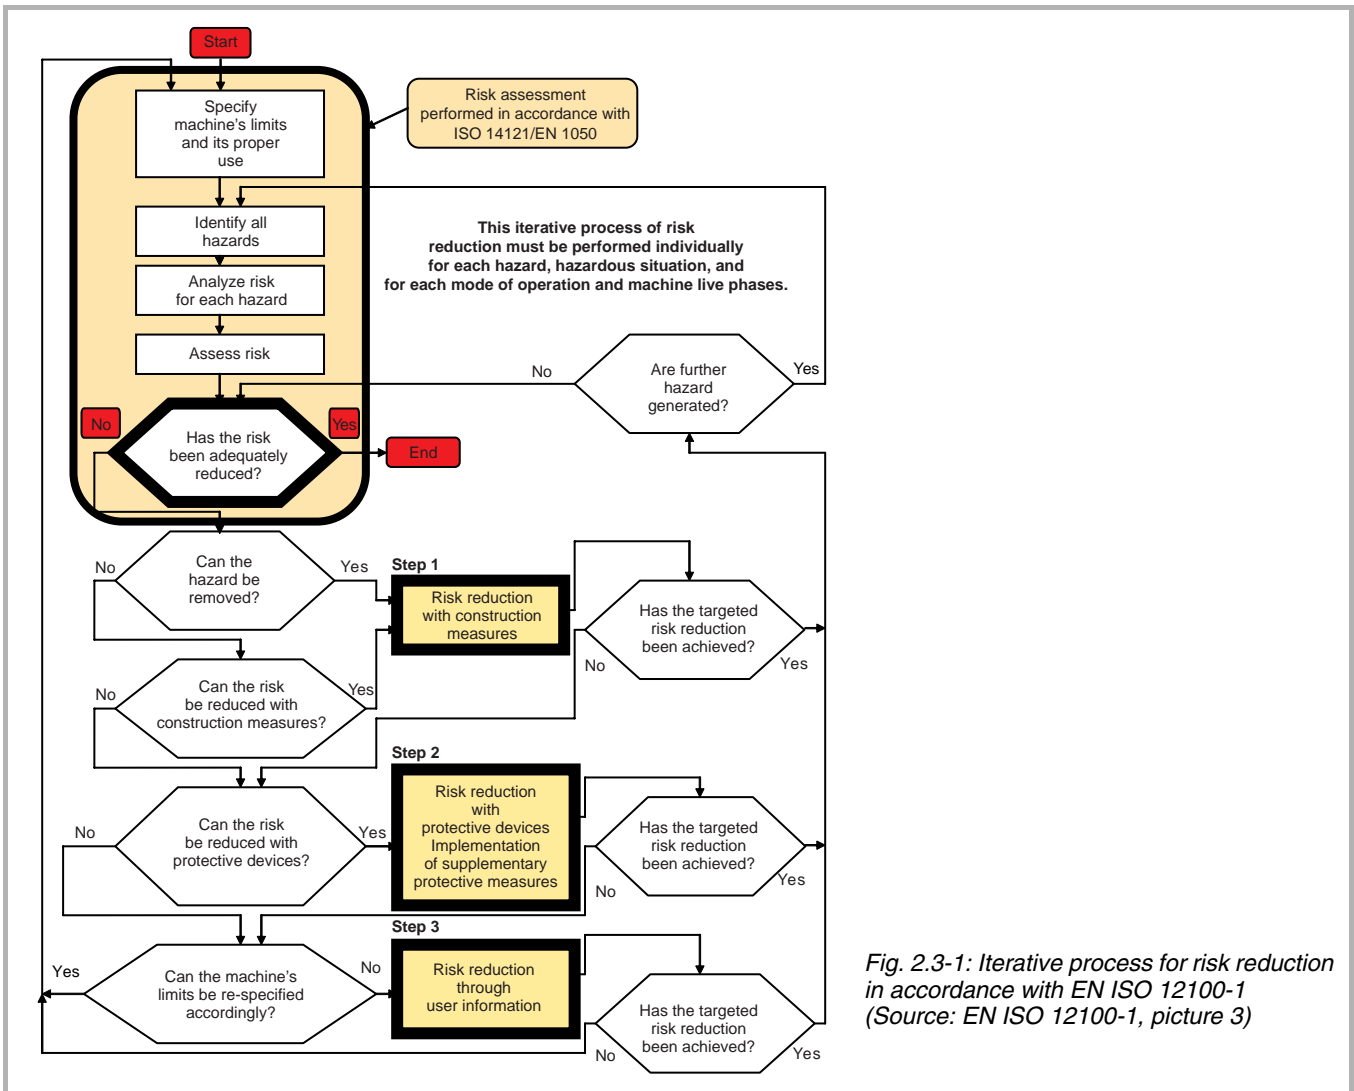 Start
Specify
machine's limits
and its proper
use
Risk assessment
performed in accordance with
ISO 14121/EN 1050
Identify all
hazards
This iterative process of risk
reduction must be performed individually
for each hazard, hazardous situation, and
for each mode of operation and machine live phases.
Analyze risk
for each hazard
Assess risk
No
Are further
hazard
generated?
Yes
No
Has the risk
been adequately
reduced?
Yes
End
No
Can the
hazard be
removed?
Yes
Step 1
Risk reduction
with construction
measures
Has the targeted
risk reduction
been achieved?
No
Yes
No
Can the risk
be reduced with
construction measures?
Yes
Step 2
Risk reduction
with
protective devices
Implementation
of supplementary
protective measures
No
Can the risk
be reduced with
protective devices?
Yes
Has the targeted
risk reduction
been achieved?
No
Yes
Step 3
Yes
Can the machine's
limits be re-specified
accordingly?
No
Risk reduction
through
user information
Has the targeted
risk reduction
been achieved?
No
Yes
Fig. 2.3-1: Iterative process for risk reduction
in accordance with EN ISO 12100-1
(Source: EN ISO 12100-1, picture 3)